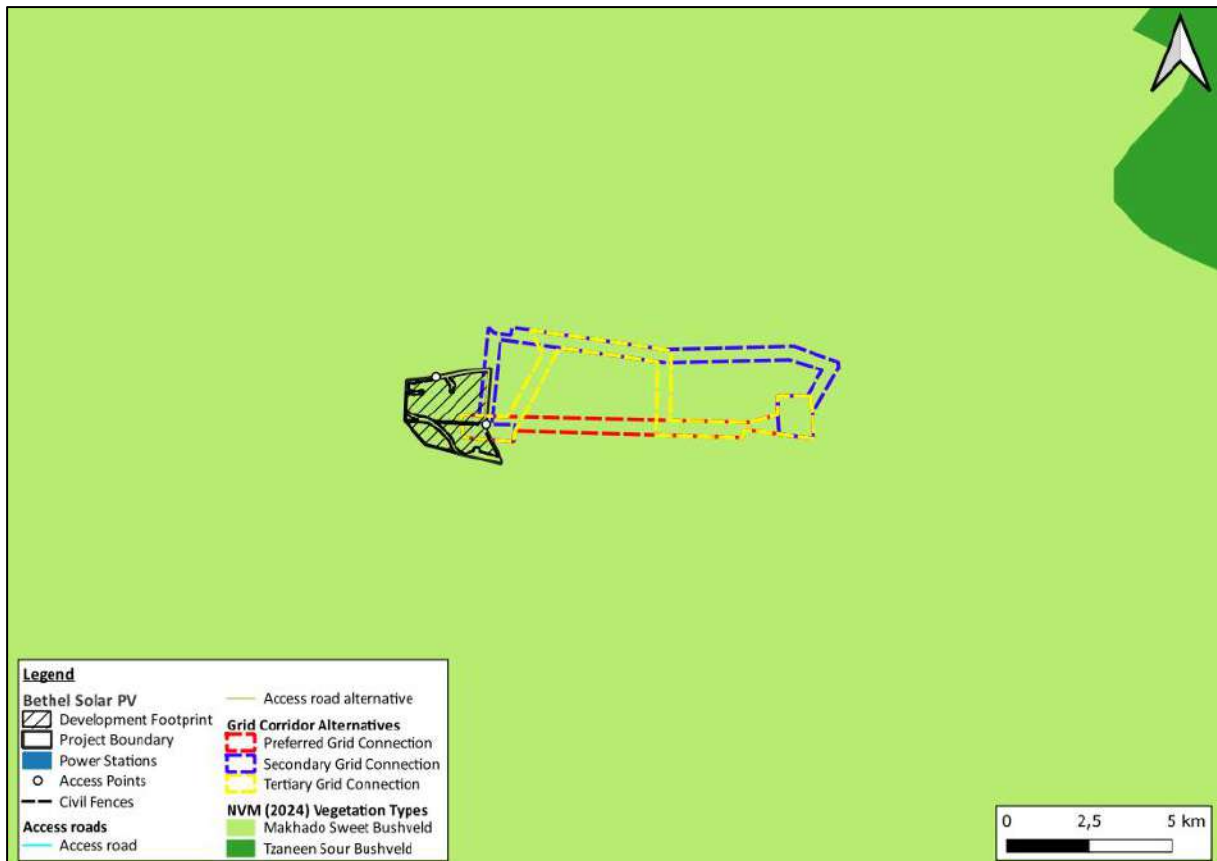 Legend
Bethel Solar PV
Development Footprint
Project Boundary
Power Stations
Access Points
Civil Fences
Access roads
Access road
Access road alternative
Grid Corridor Alternatives
Preferred Grid Connection
Secondary Grid Connection
Tertiary Grid Connection
NVM (2024) Vegetation Types
Makhado Sweet Bushveld
Tzaneen Sour Bushveld
0 2,5 5 km